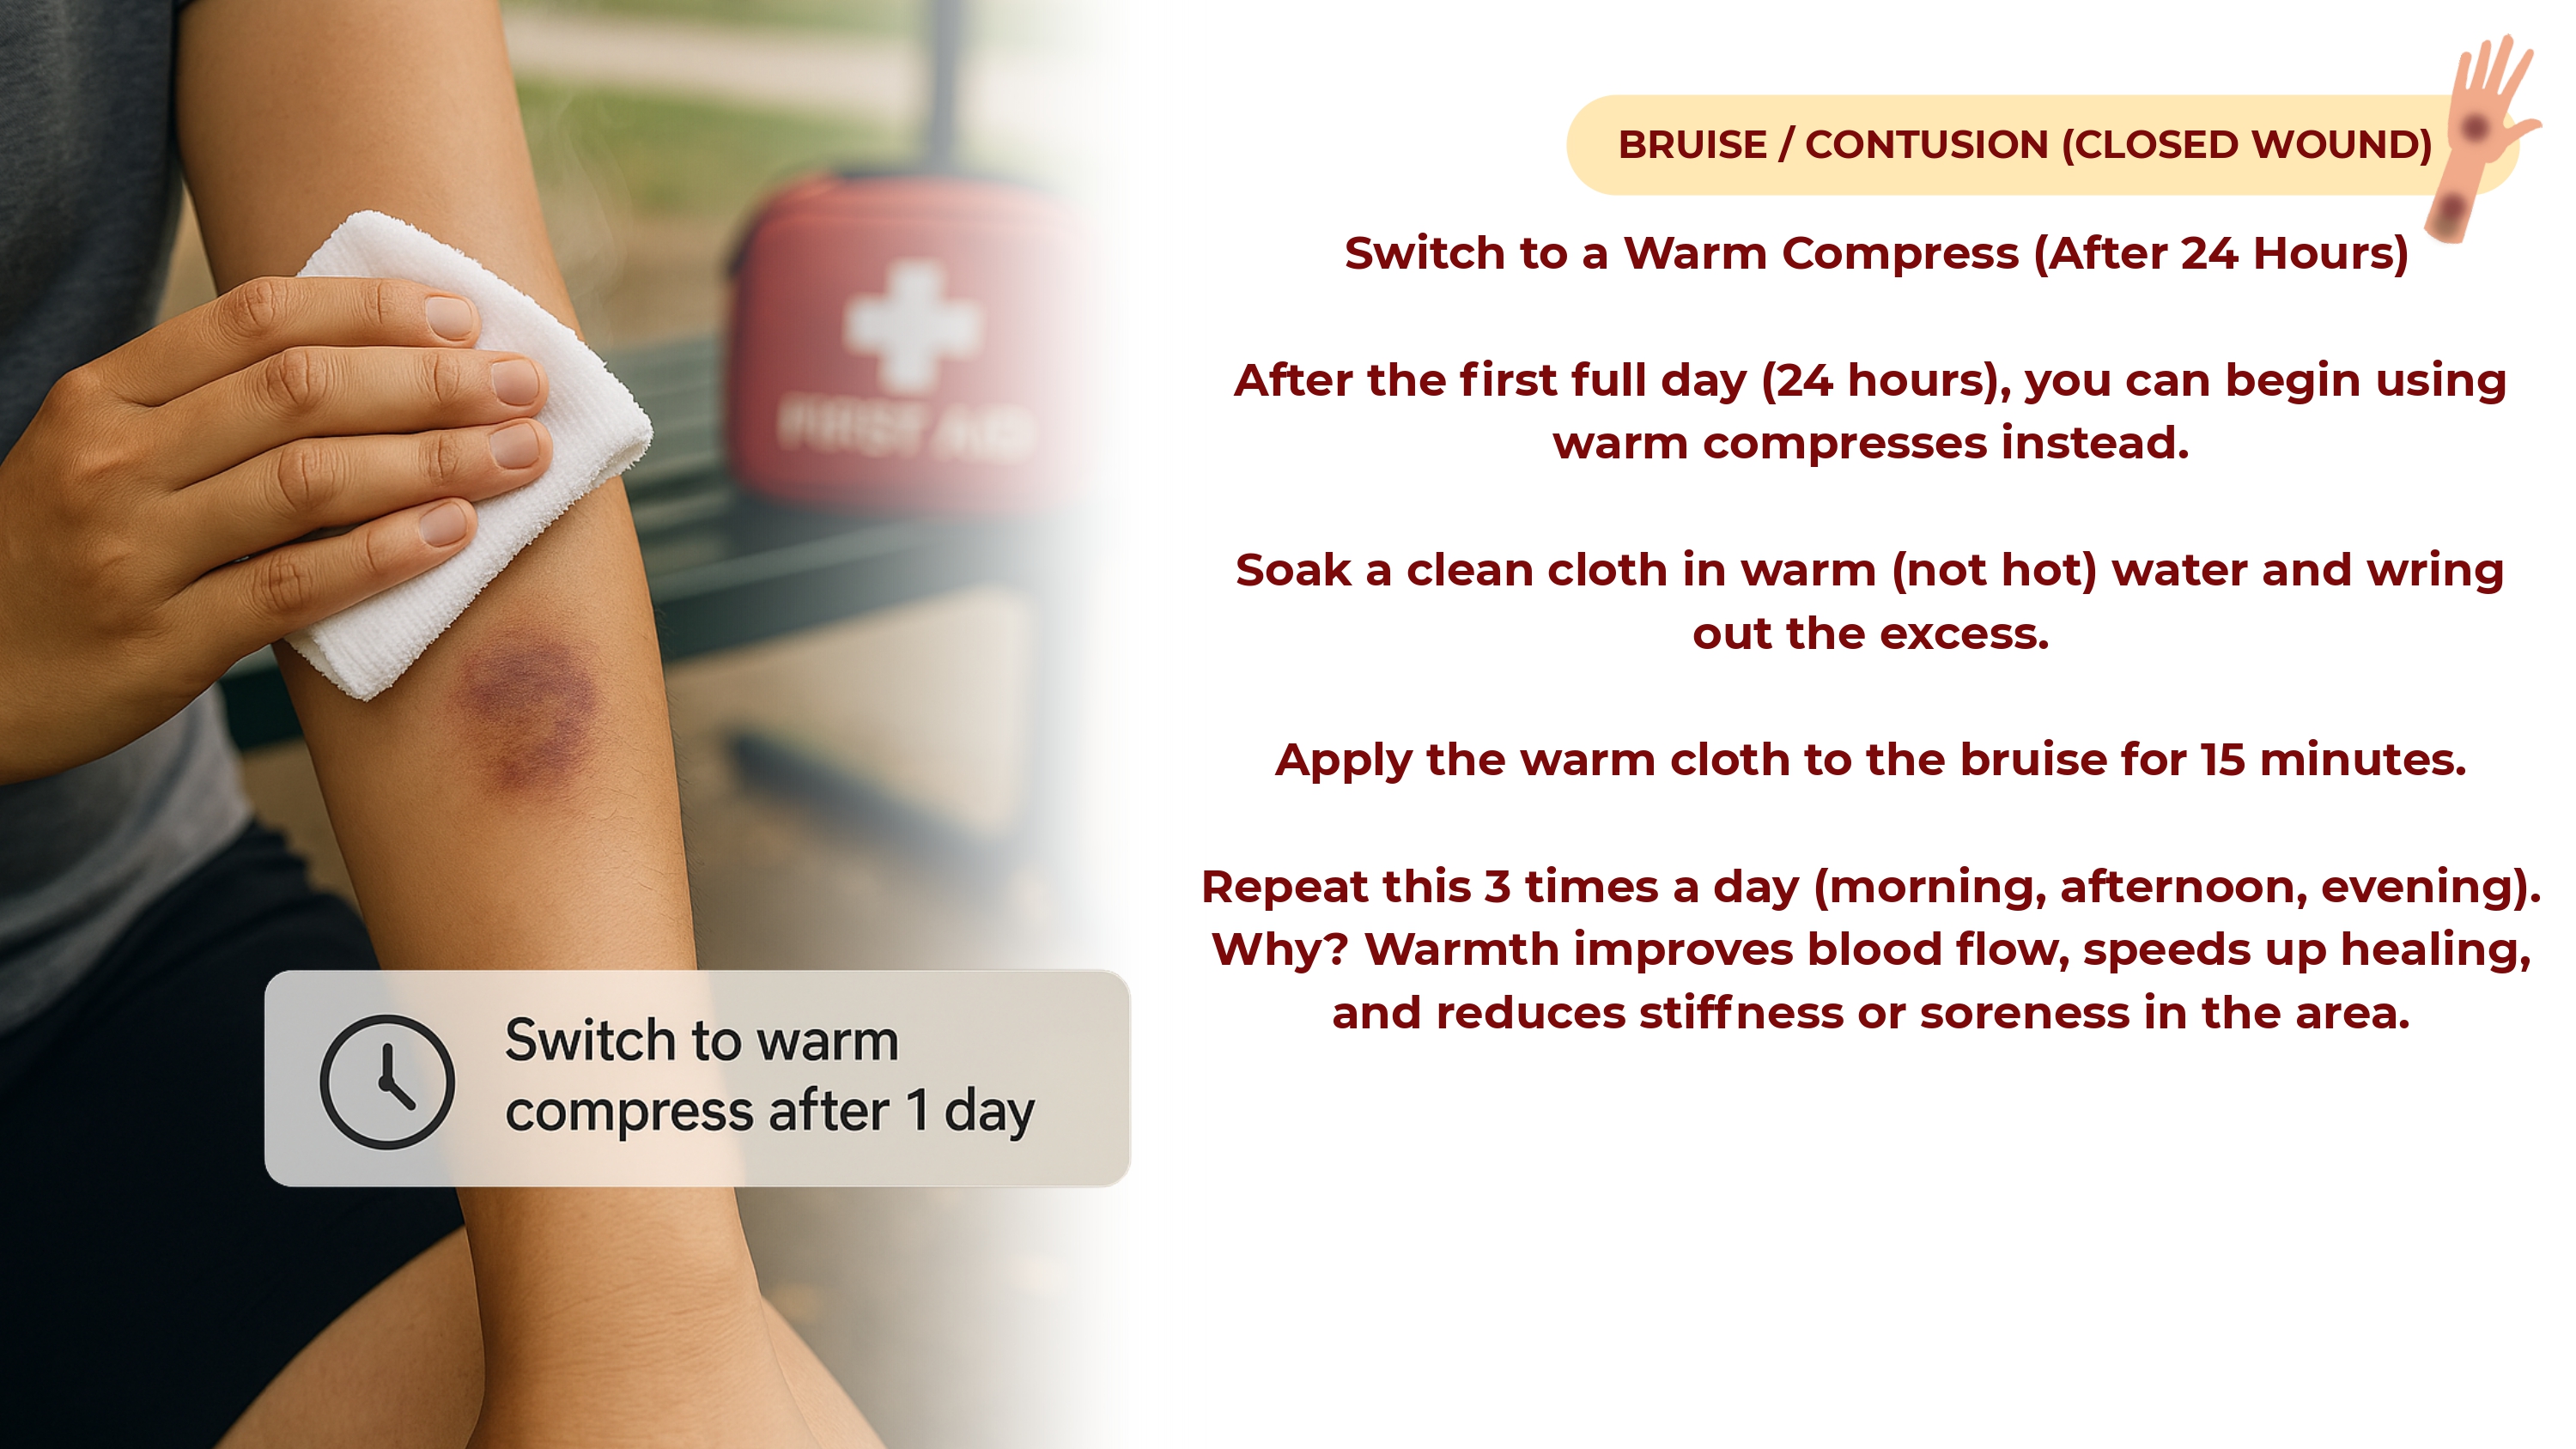 BRUISE / CONTUSION (CLOSED WOUND)
Switch to a Warm Compress (After 24 Hours)
After the first full day (24 hours), you can begin using
warm compresses instead.
Soak a clean cloth in warm (not hot) water and wring
out the excess.
Apply the warm cloth to the bruise for 15 minutes.
Repeat this 3 times a day (morning, afternoon, evening).
Why? Warmth improves blood flow, speeds up healing,
and reduces stiffness or soreness in the area.
FIRST AID
Switch to warm
compress after 1 day